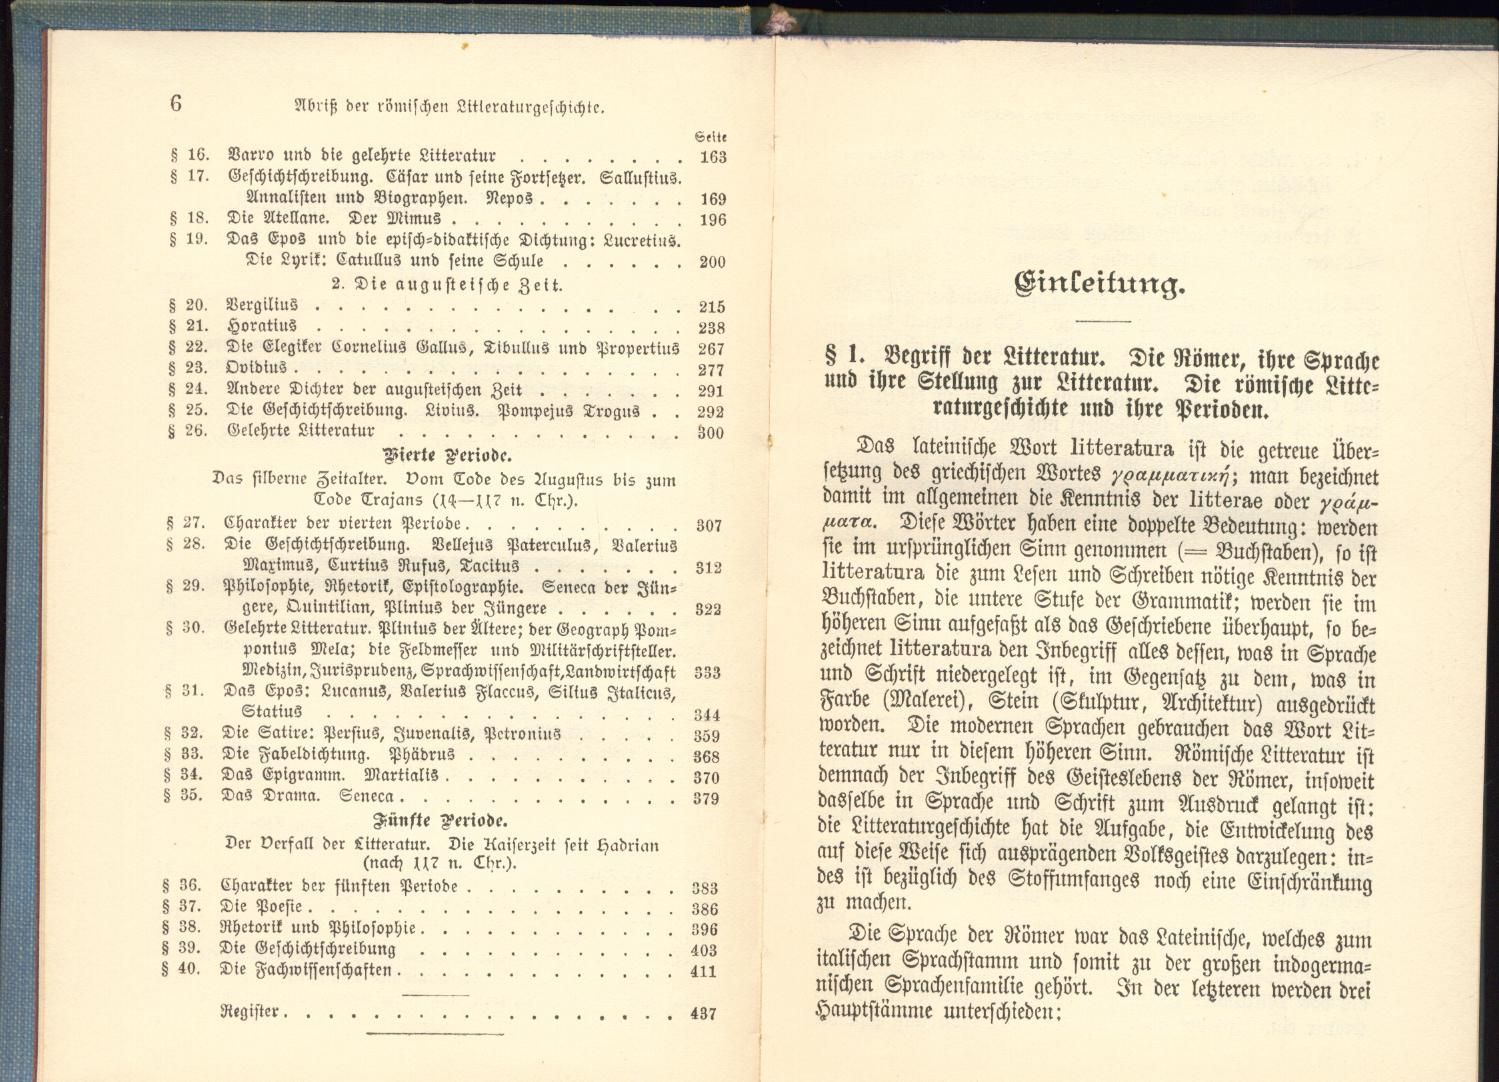 6
Abriß der römischen Litteraturgeschichte.
Seite
§ 16. Varro und die gelehrte Litteratur . . . . . . . . 163
§ 17. Geschichtschreibung. Cäsar und seine Fortsetzer. Sallustius.
Annalisten und Biographen. Nepos . . . . . . . 169
§ 18. Die Atellane. Der Mimus . . . . . . . . . . . 196
§ 19. Das Epos und die episch-didaktische Dichtung: Lucretius.
Die Lyrik: Catullus und seine Schule . . . . . . 200
2. Die augusteische Zeit.
§ 20. Vergilius . . . . . . . . . . . . . . . 215
§ 21. Horatius . . . . . . . . . . . . . . . . 238
§ 22. Die Elegiker Cornelius Gallus, Tibullus und Propertius 267
§ 23. Ovidius . . . . . . . . . . . . . . . . . 277
§ 24. Andere Dichter der augusteischen Zeit . . . . . . . 291
§ 25. Die Geschichtschreibung. Livius. Pompejus Trogus . . 292
§ 26. Gelehrte Litteratur . . . . . . . . . . . . . 300
Vierte Periode.
Das silberne Zeitalter. Vom Tode des Augustus bis zum
Tode Trajans (14—117 n. Chr.).
§ 27. Charakter der vierten Periode . . . . . . . . . . 307
§ 28. Die Geschichtschreibung. Vellejus Paterculus, Valerius
Maximus, Curtius Rufus, Tacitus . . . . . . . 312
§ 29. Philosophie, Rhetorik, Epistolographie. Seneca der Jün-
gere, Quintilian, Plinius der Jüngere . . . . . . 322
§ 30. Gelehrte Litteratur. Plinius der Ältere; der Geograph Pom-
ponius Mela; die Feldmesser und Militärschriftsteller.
Medizin, Jurisprudenz, Sprachwissenschaft, Landwirtschaft 333
§ 31. Das Epos: Lucanus, Valerius Flaccus, Silius Italicus,
Statius . . . . . . . . . . . . . . . . 344
§ 32. Die Satire: Persius, Juvenalis, Petronius . . . . . 359
§ 33. Die Fabeldichtung. Phädrus . . . . . . . . . . 368
§ 34. Das Epigramm. Martialis . . . . . . . . . . . 370
§ 35. Das Drama. Seneca . . . . . . . . . . . . . 379
Fünfte Periode.
Der Verfall der Litteratur. Die Kaiserzeit seit Hadrian
(nach 117 n. Chr.).
§ 36. Charakter der fünften Periode . . . . . . . . . . 383
§ 37. Die Poesie . . . . . . . . . . . . . . . . . 386
§ 38. Rhetorik und Philosophie . . . . . . . . . . . . 396
§ 39. Die Geschichtschreibung . . . . . . . . . . . . 403
§ 40. Die Fachwissenschaften . . . . . . . . . . . . . 411
Register . . . . . . . . . . . . . . . . . . 437
Einleitung.
§ 1. Begriff der Litteratur. Die Römer, ihre Sprache
und ihre Stellung zur Litteratur. Die römische Litte-
raturgeschichte und ihre Perioden.
Das lateinische Wort litteratura ist die getreue Über-
setzung des griechischen Wortes γραμματική; man bezeichnet
damit im allgemeinen die Kenntnis der litterae oder γράμ-
ματα. Diese Wörter haben eine doppelte Bedeutung: werden
sie im ursprünglichen Sinn genommen (= Buchstaben), so ist
litteratura die zum Lesen und Schreiben nötige Kenntnis der
Buchstaben, die untere Stufe der Grammatik; werden sie im
höheren Sinn aufgefaßt als das Geschriebene überhaupt, so be-
zeichnet litteratura den Inbegriff alles dessen, was in Sprache
und Schrift niedergelegt ist, im Gegensatz zu dem, was in
Farbe (Malerei), Stein (Skulptur, Architektur) ausgedrückt
worden. Die modernen Sprachen gebrauchen das Wort Lit-
teratur nur in diesem höheren Sinn. Römische Litteratur ist
demnach der Inbegriff des Geisteslebens der Römer, insoweit
dasselbe in Sprache und Schrift zum Ausdruck gelangt ist;
die Litteraturgeschichte hat die Aufgabe, die Entwickelung des
auf diese Weise sich ausprägenden Volksgeistes darzulegen: in-
des ist bezüglich des Stoffumfanges noch eine Einschränkung
zu machen.
Die Sprache der Römer war das Lateinische, welches zum
italischen Sprachstamm und somit zu der großen indogerma-
nischen Sprachenfamilie gehört. In der letzteren werden drei
Hauptstämme unterschieden: